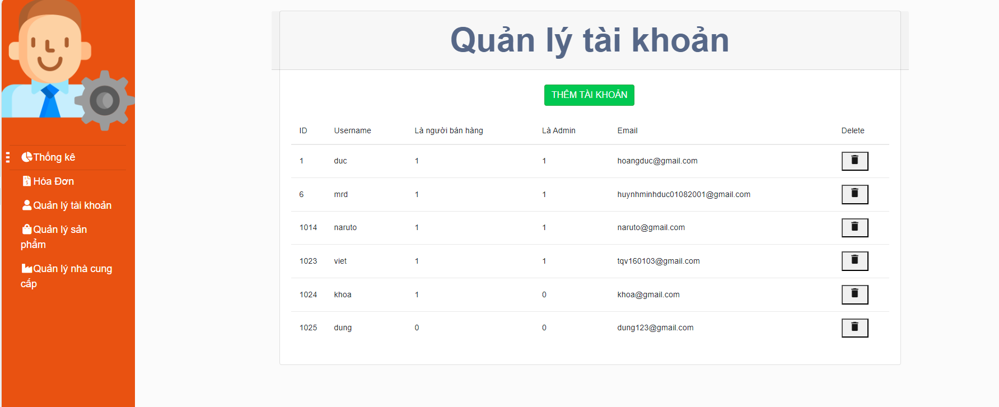 Quản lý tài khoản
THÊM TÀI KHOẢN
Thống kê
Hóa Đơn
Quản lý tài khoản
Quản lý sản
phẩm
Quản lý nhà cung
cấp
ID Username Là người bán hàng Là Admin Email Delete
1 duc 1 1 hoangduc@gmail.com
6 mrd 1 1 huynhminhduc01082001@gmail.com
1014 naruto 1 1 naruto@gmail.com
1023 viet 1 1 tqv160103@gmail.com
1024 khoa 1 0 khoa@gmail.com
1025 dung 0 0 dung123@gmail.com